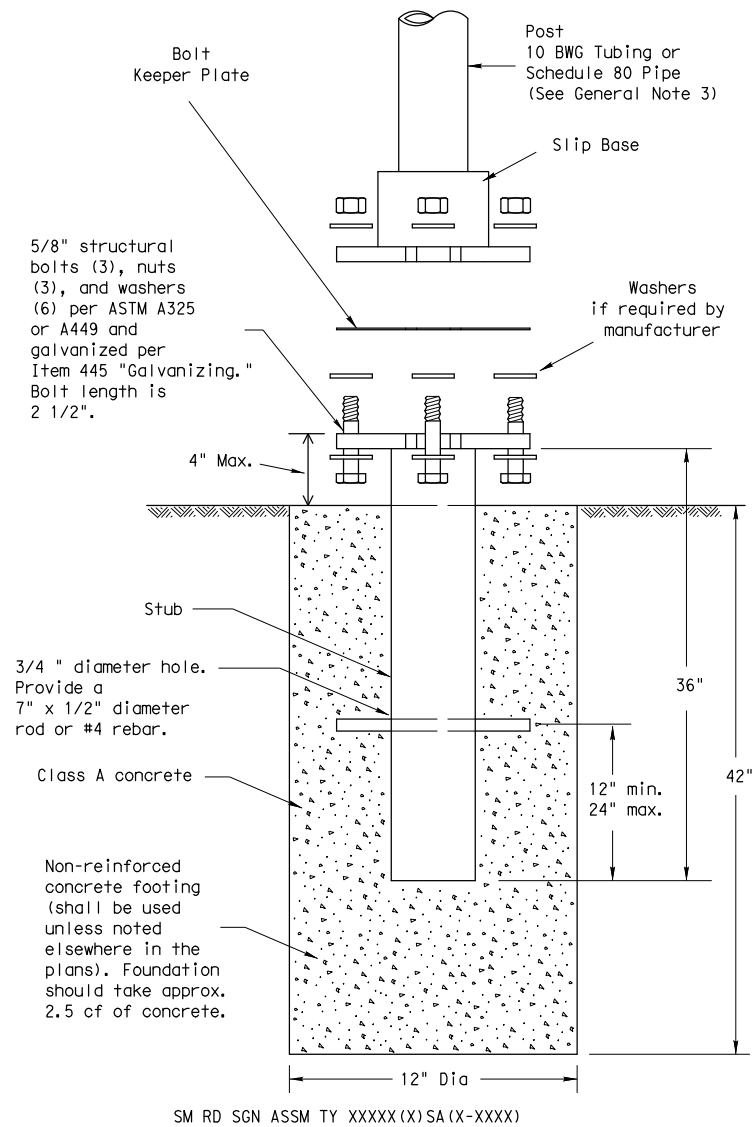 Bolt
Keeper Plate
Post
10 BWG Tubing or
Schedule 80 Pipe
(See General Note 3)
Slip Base
5/8" structural
bolts (3), nuts
(3), and washers
(6) per ASTM A325
or A449 and
galvanized per
Item 445 "Galvanizing."
Bolt length is
2 1/2".
Washers
if required by
manufacturer
4" Max.
Stub
3/4 " diameter hole.
Provide a
7" x 1/2" diameter
rod or #4 rebar.
36"
Class A concrete
12" min.
24" max.
42"
Non-reinforced
concrete footing
(shall be used
unless noted
elsewhere in the
plans). Foundation
should take approx.
2.5 cf of concrete.
12" Dia
SM RD SGN ASSM TY XXXXX(X)SA(X-XXXX)